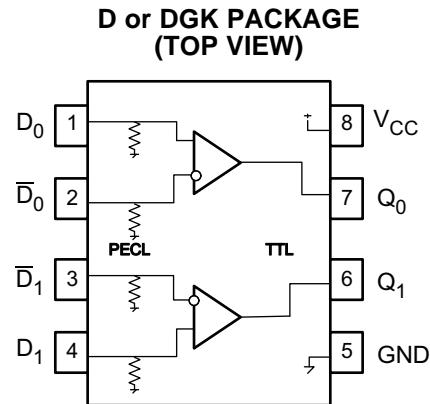 D or DGK PACKAGE
(TOP VIEW)
D₀ 1 8 V_CC
D̅₀ 2 7 Q₀
PECL TTL
D̅₁ 3 6 Q₁
D₁ 4 5 GND